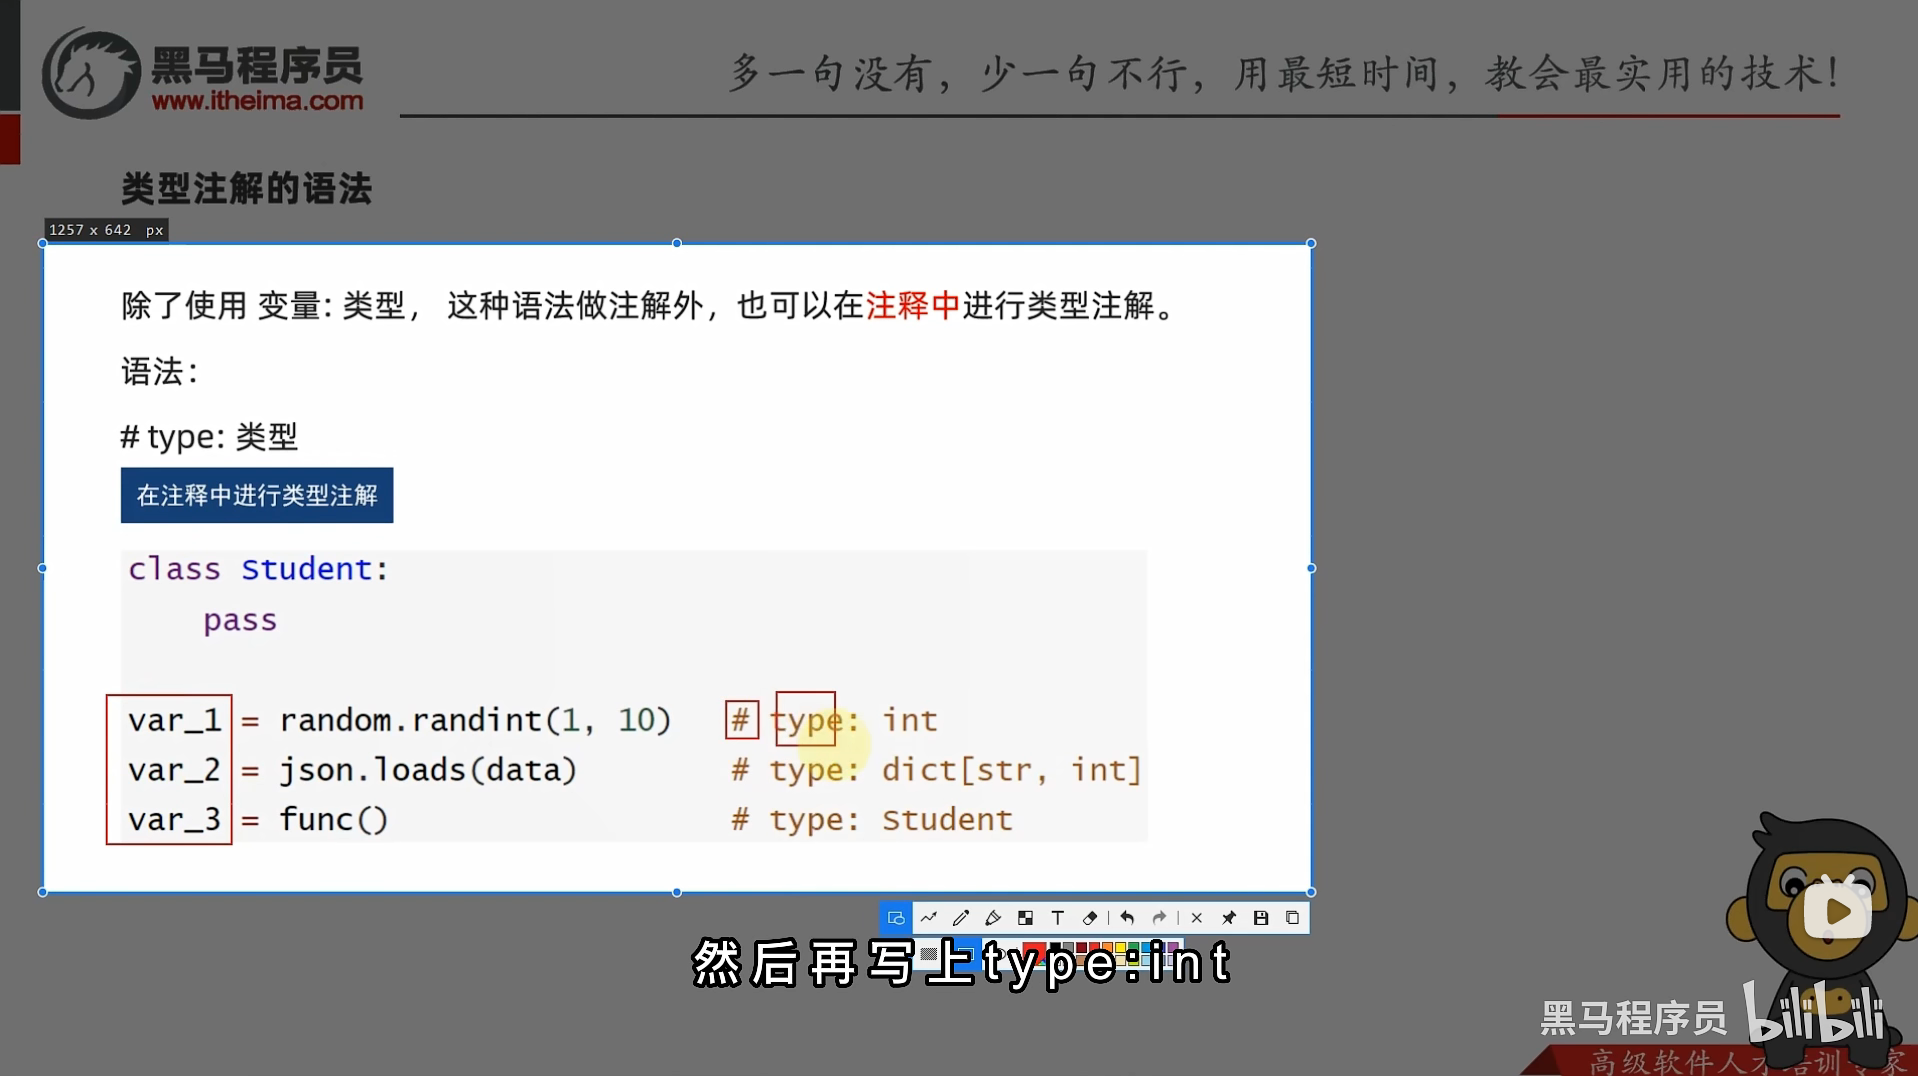 黑马程序员
www.itheima.com
多一句没有，少一句不行，用最短时间，教会最实用的技术！
类型注解的语法
1257 x 642 px
除了使用 变量: 类型， 这种语法做注解外，也可以在注释中进行类型注解。
语法：
# type: 类型
在注释中进行类型注解
class Student:
    pass
var_1 = random.randint(1, 10)   # type: int
var_2 = json.loads(data)        # type: dict[str, int]
var_3 = func()                  # type: Student
然后再写上type:int
黑马程序员 bilibili
高级软件人才培训专家